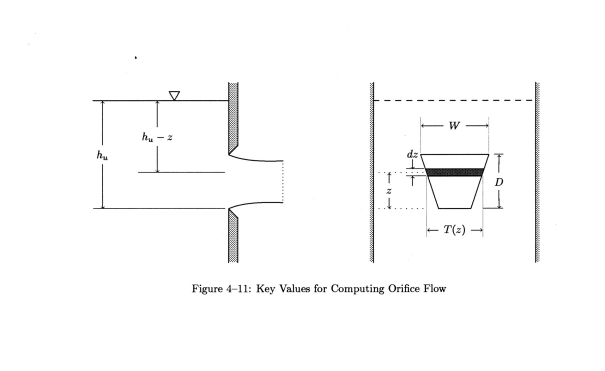 h_u − z
h_u
W
dz
z
D
T(z)
Figure 4–11: Key Values for Computing Orifice Flow